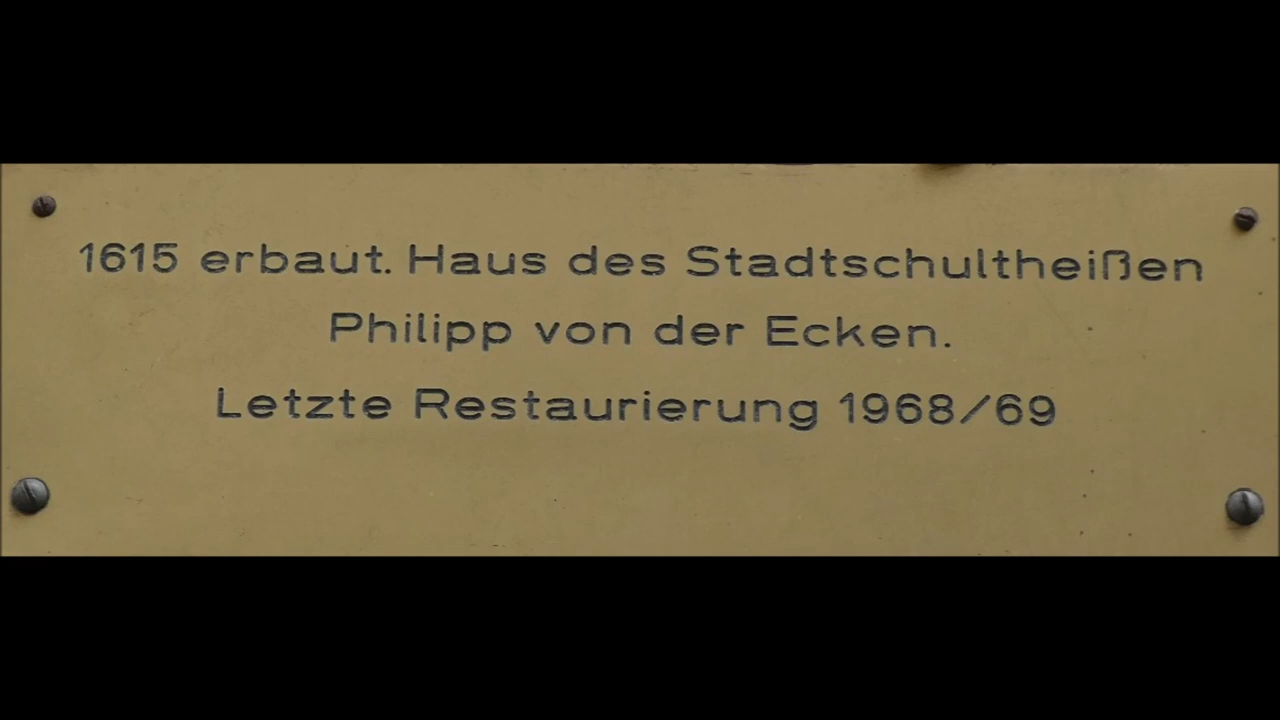 1615 erbaut. Haus des Stadtschultheißen
Philipp von der Ecken.
Letzte Restaurierung 1968/69